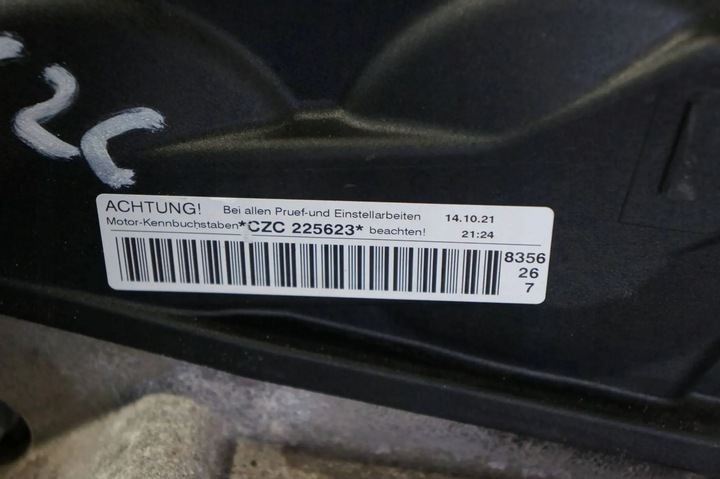 CZC
ACHTUNG! Bei allen Pruef-und Einstellarbeiten 14.10.21
Motor-Kennbuchstaben *CZC 225623* beachten! 21:24
8356
26
7